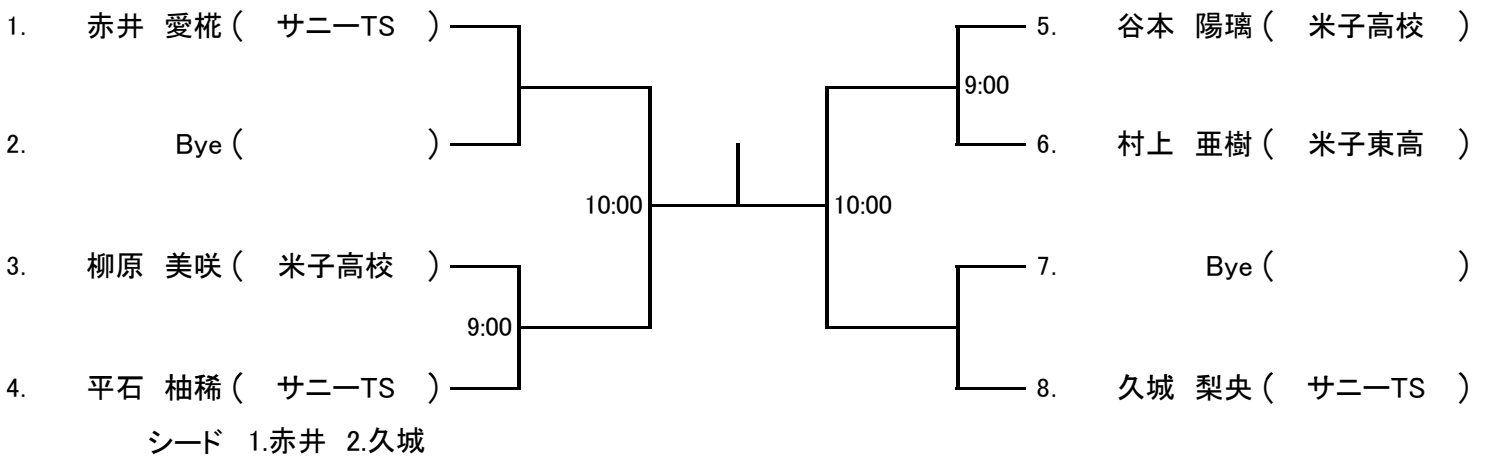 1. 赤井 愛椛 ( サニーTS )
2. Bye ( )
3. 柳原 美咲 ( 米子高校 )
4. 平石 柚稀 ( サニーTS )
シード 1.赤井 2.久城
9:00
10:00
10:00
9:00
5. 谷本 陽璃 ( 米子高校 )
6. 村上 亜樹 ( 米子東高 )
7. Bye ( )
8. 久城 梨央 ( サニーTS )